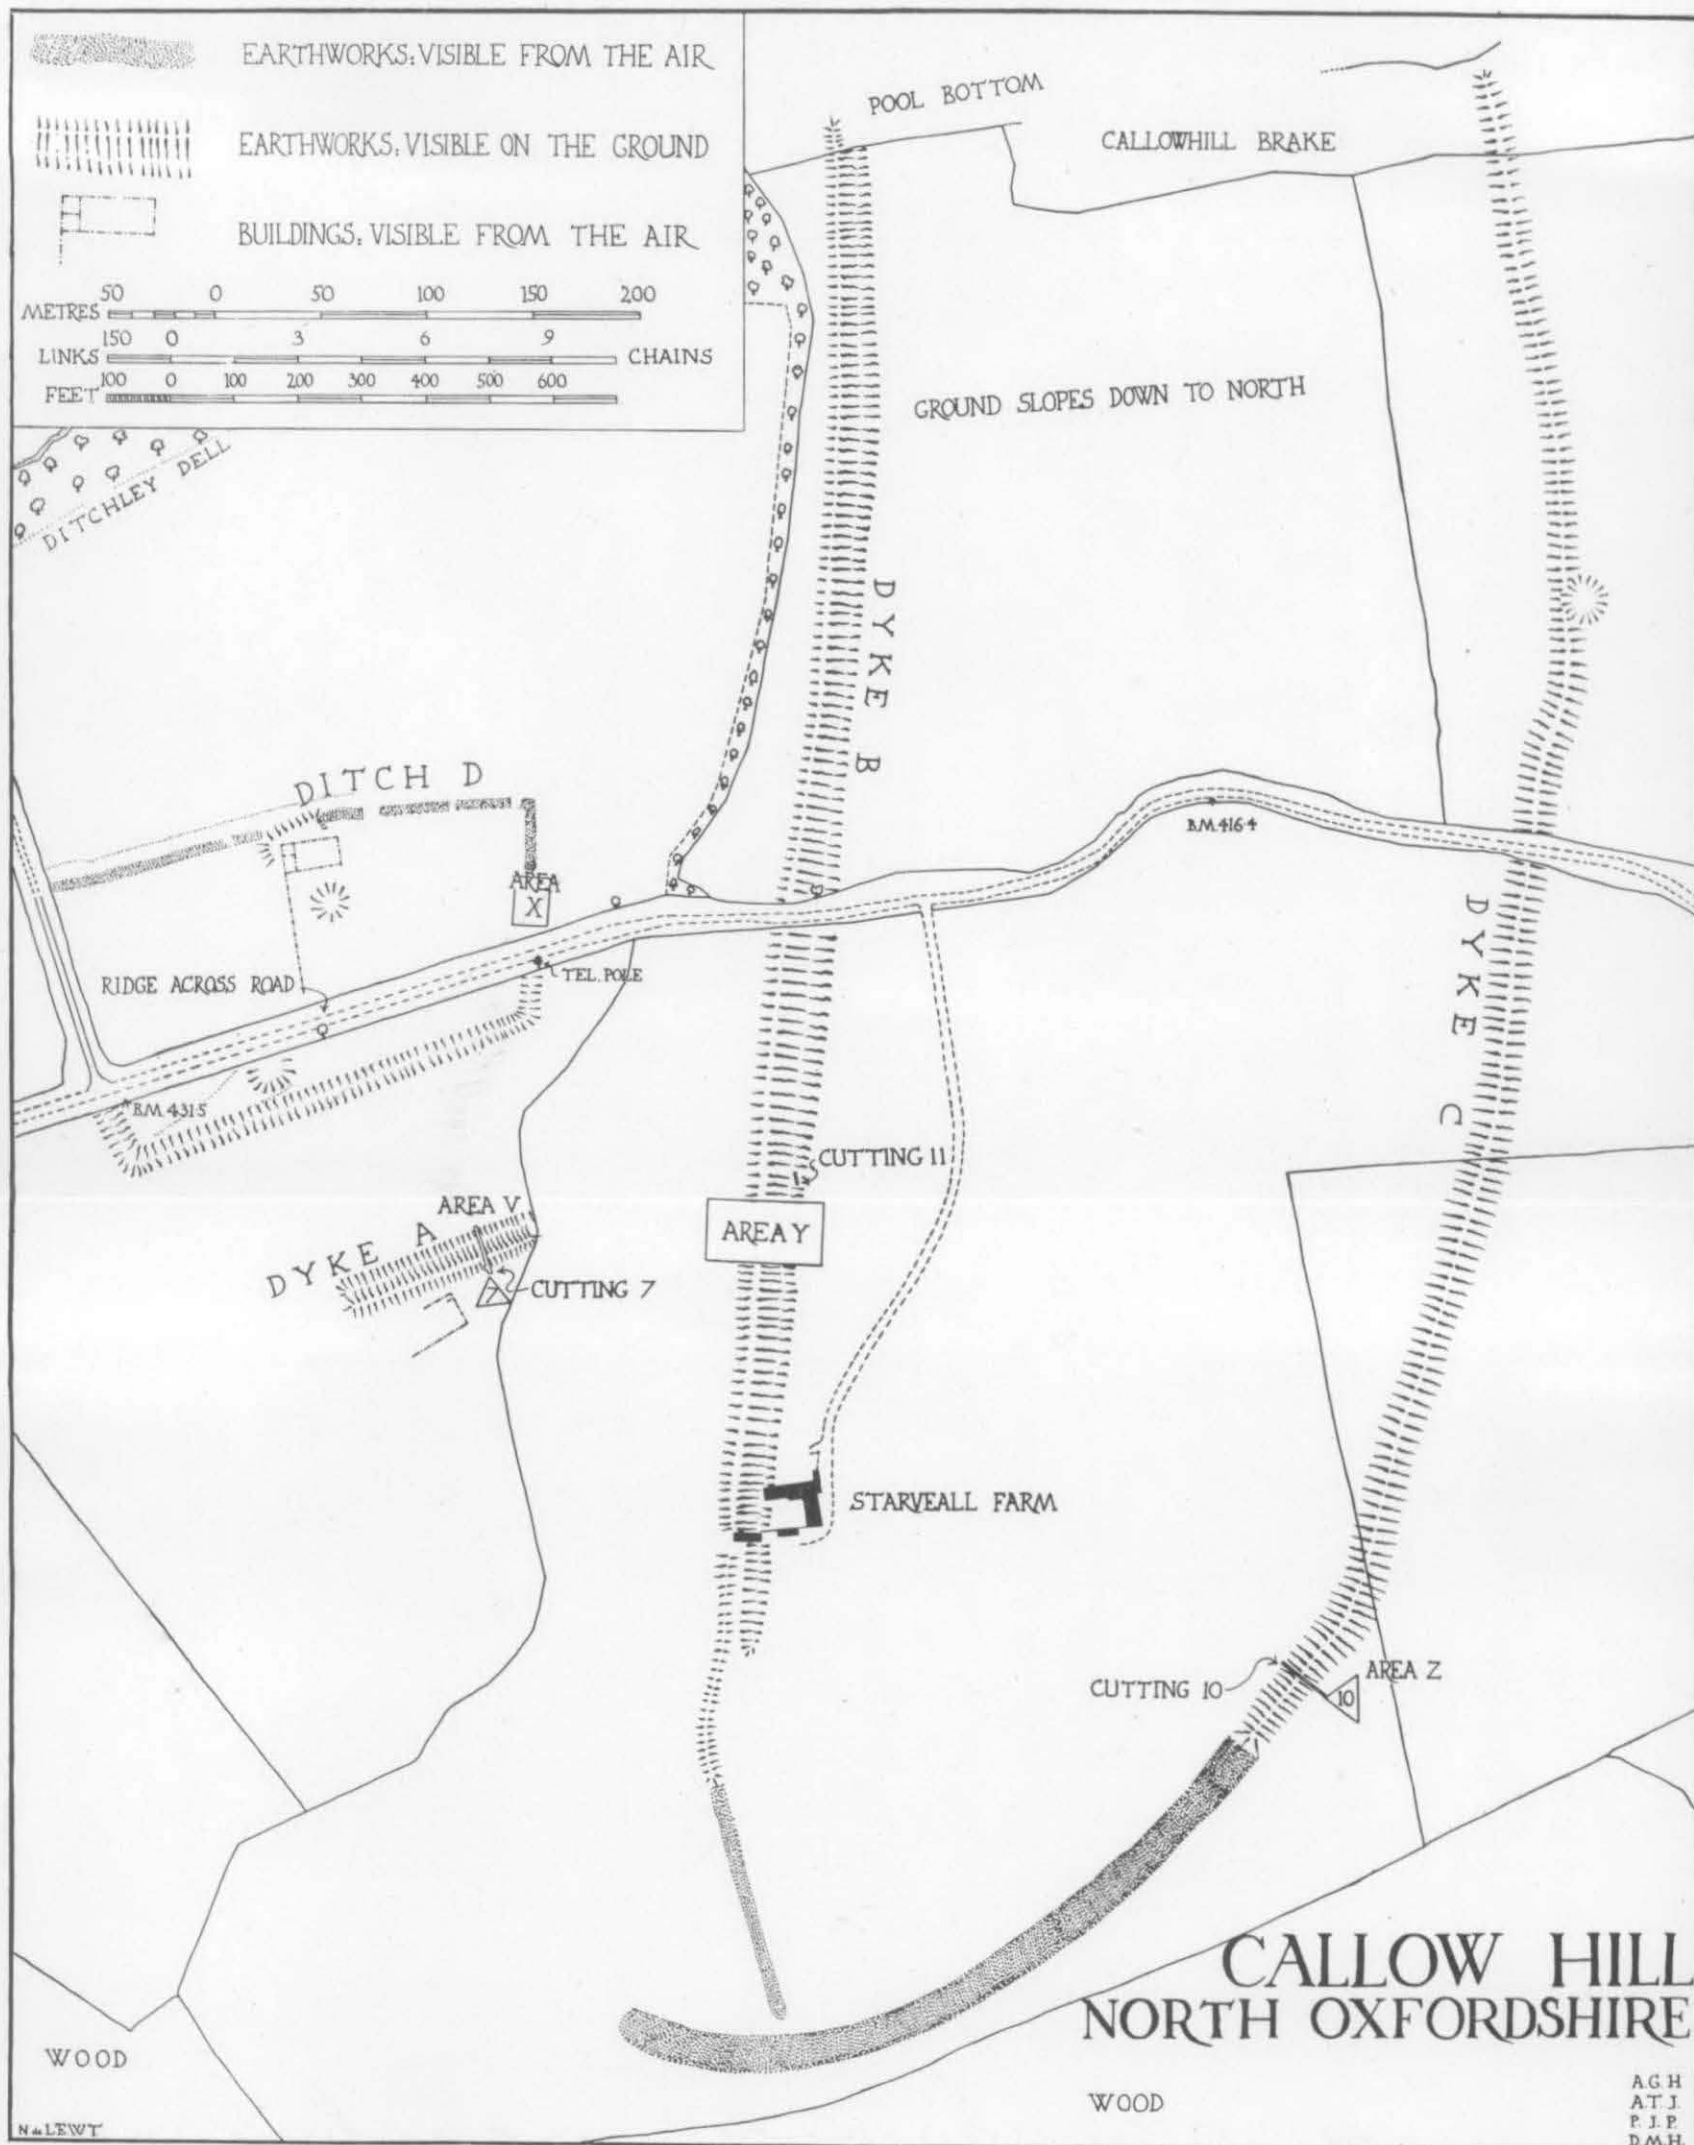 EARTHWORKS: VISIBLE FROM THE AIR
EARTHWORKS: VISIBLE ON THE GROUND
BUILDINGS: VISIBLE FROM THE AIR
50 0 50 100 150 200
METRES
150 0 3 6 9
LINKS CHAINS
100 0 100 200 300 400 500 600
FEET
POOL BOTTOM
CALLOWHILL BRAKE
GROUND SLOPES DOWN TO NORTH
DITCHLEY DELL
DYKE B
DITCH D
B.M. 416·4
AREA
X
DYKE C
RIDGE ACROSS ROAD
TEL. POLE
B.M. 431·5
CUTTING 11
AREA V
AREA Y
DYKE A
7
CUTTING 7
STARVEALL FARM
CUTTING 10
10
AREA Z
CALLOW HILL
NORTH OXFORDSHIRE
WOOD
WOOD
A.G.H
A.T.J.
P.J.P.
D.M.H.